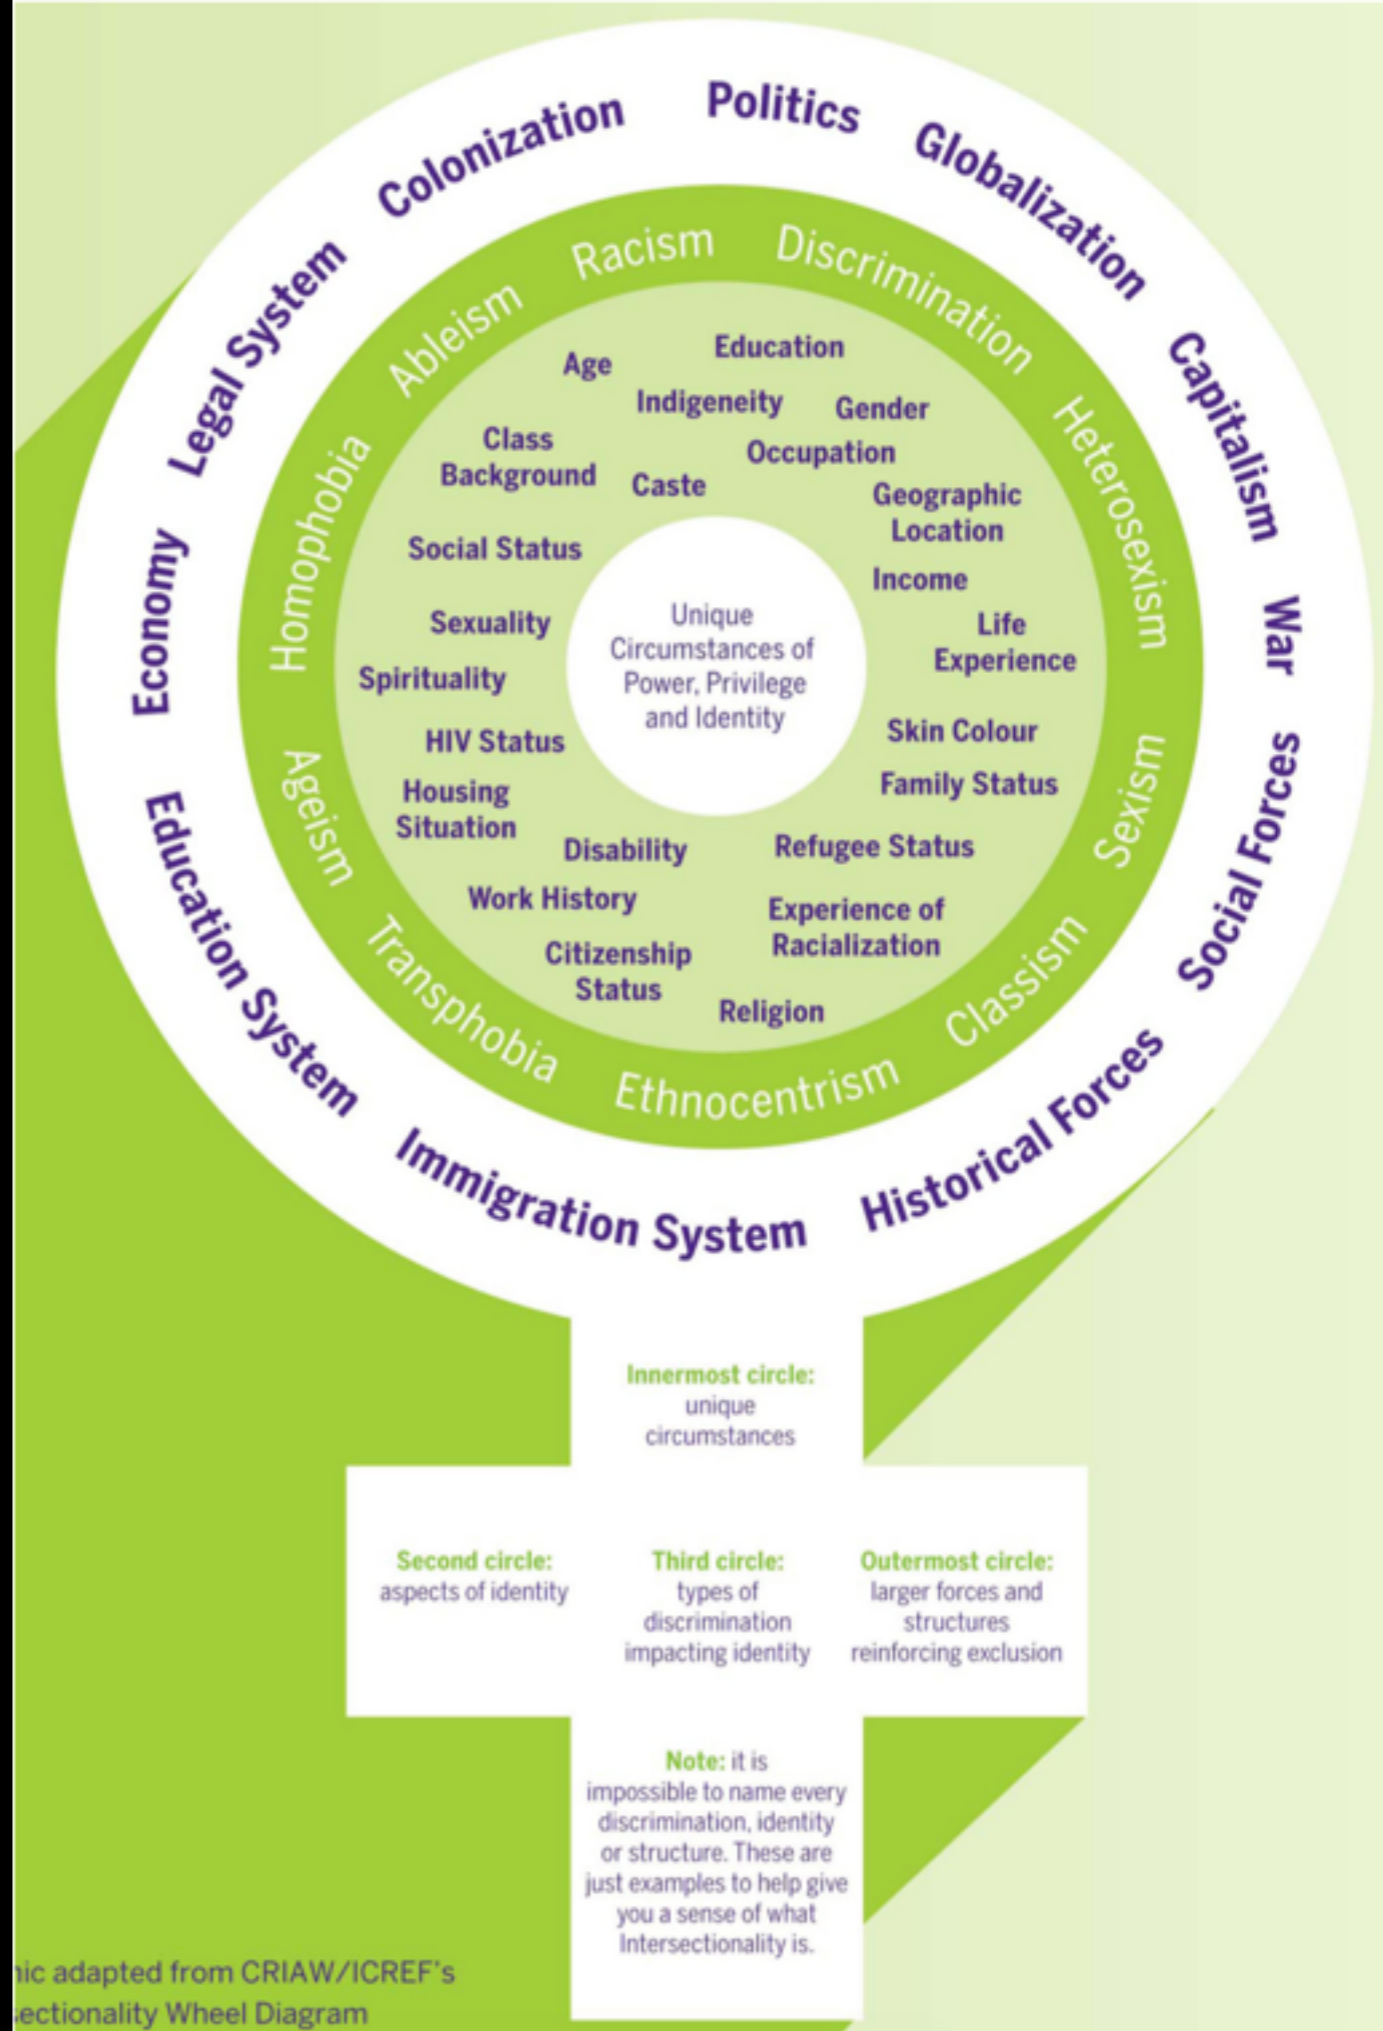 Politics
Globalization
Capitalism
War
Social Forces
Historical Forces
Immigration System
Education System
Economy
Legal System
Colonization
Racism
Discrimination
Heterosexism
Sexism
Classism
Ethnocentrism
Transphobia
Ageism
Homophobia
Ableism
Age
Education
Indigeneity
Gender
Class
Background
Occupation
Caste
Geographic
Location
Social Status
Income
Sexuality
Life
Experience
Spirituality
HIV Status
Skin Colour
Housing
Situation
Family Status
Disability
Refugee Status
Work History
Experience of
Racialization
Citizenship
Status
Religion
Unique
Circumstances of
Power, Privilege
and Identity
Innermost circle:
unique
circumstances
Second circle:
aspects of identity
Third circle:
types of
discrimination
impacting identity
Outermost circle:
larger forces and
structures
reinforcing exclusion
Note: it is
impossible to name every
discrimination, identity
or structure. These are
just examples to help give
you a sense of what
Intersectionality is.
adapted from CRIAW/ICREF's
Wheel Diagram